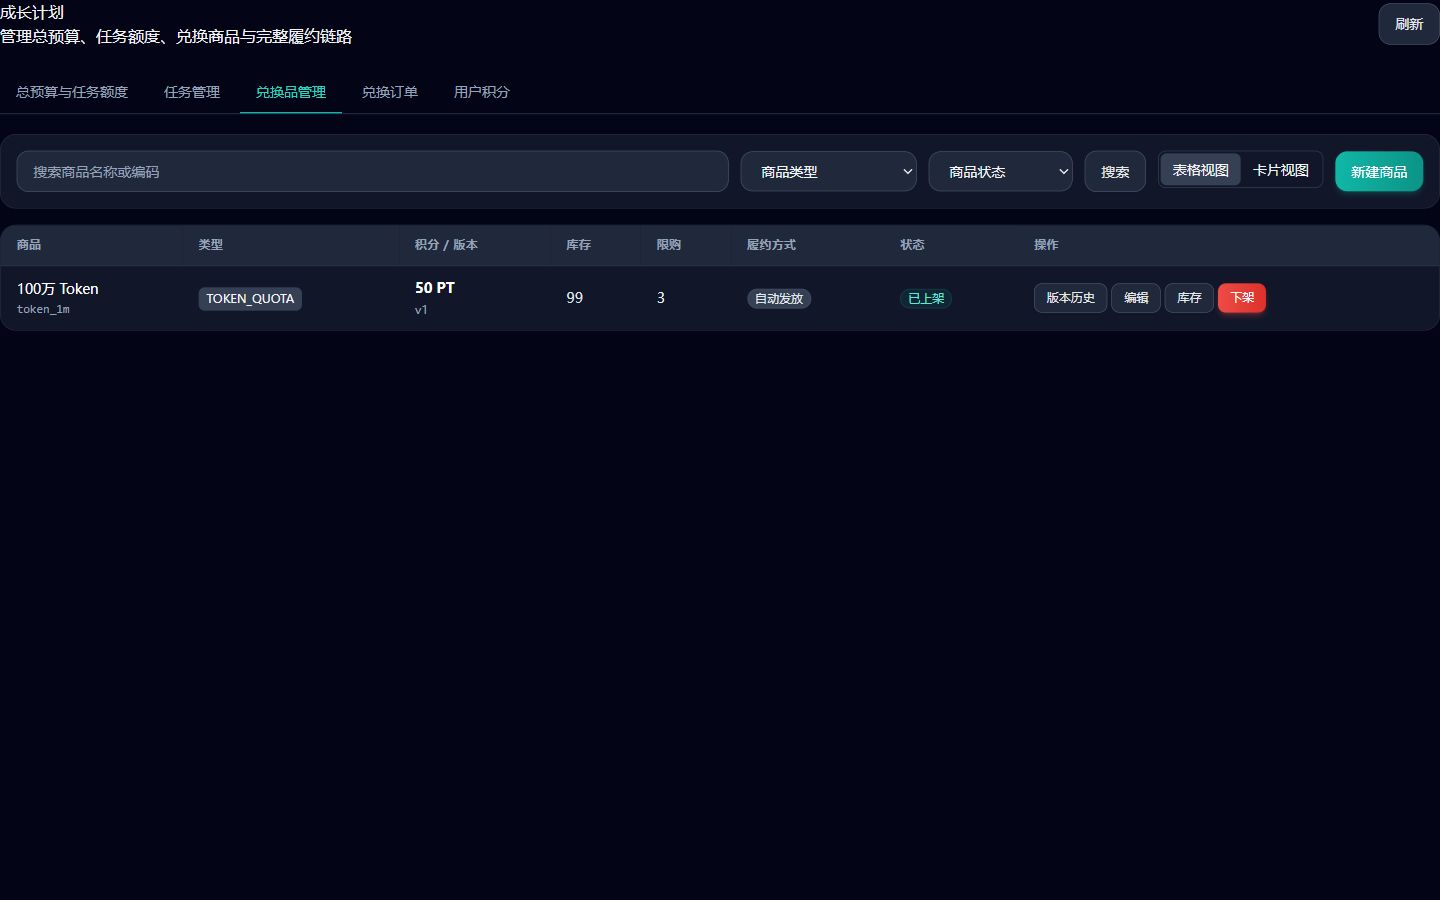 成长计划
管理总预算、任务额度、兑换商品与完整履约链路
刷新
总预算与任务额度 任务管理 兑换品管理 兑换订单 用户积分
搜索商品名称或编码 商品类型 商品状态 搜索 表格视图 卡片视图 新建商品
商品 类型 积分 / 版本 库存 限购 履约方式 状态 操作
100万 Token TOKEN_QUOTA 50 PT 99 3 自动发放 已上架 版本历史 编辑 库存 下架
token_1m v1